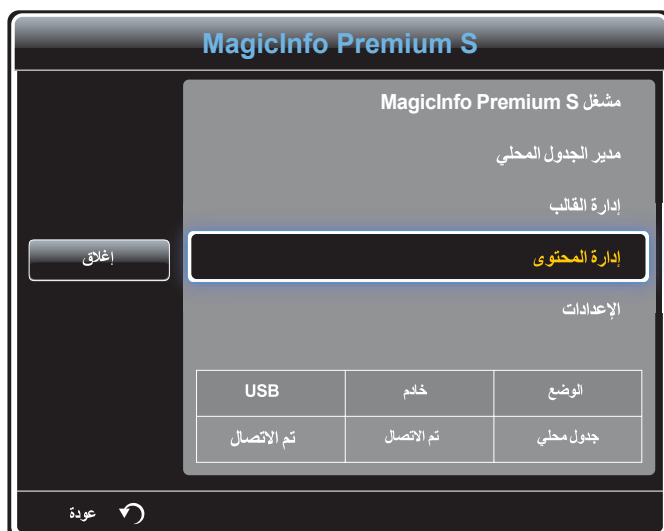 MagicInfo Premium S
مشغل MagicInfo Premium S
مدير الجدول المحلي
إدارة القالب
إدارة المحتوى
الإعدادات
إغلاق
الوضع خادم USB
جدول محلي تم الاتصال تم الاتصال
عودة